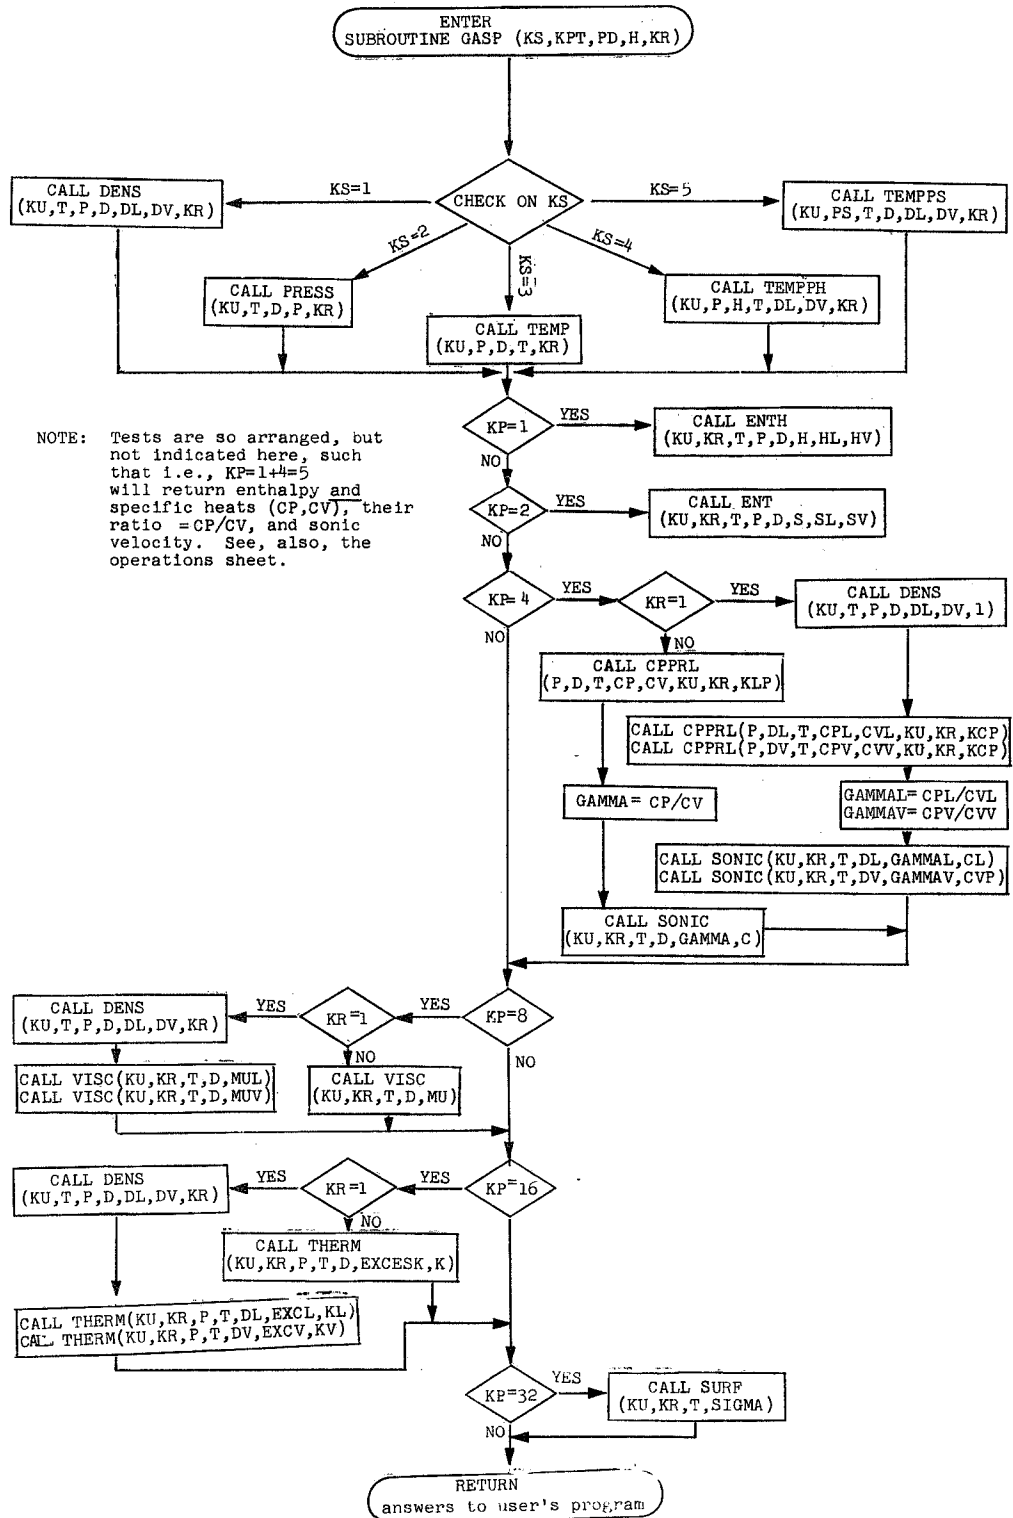 ENTER
SUBROUTINE GASP (KS,KPT,PD,H,KR)
CHECK ON KS
KS=1
CALL DENS
(KU,T,P,D,DL,DV,KR)
KS=5
CALL TEMPPS
(KU,PS,T,D,DL,DV,KR)
KS=2
CALL PRESS
(KU,T,D,P,KR)
KS=3
CALL TEMP
(KU,P,D,T,KR)
KS=4
CALL TEMPPH
(KU,P,H,T,DL,DV,KR)
NOTE: Tests are so arranged, but
not indicated here, such
that i.e., KP=1+4=5
will return enthalpy and
specific heats (CP,CV), their
ratio =CP/CV, and sonic
velocity. See, also, the
operations sheet.
KP=1
YES
CALL ENTH
(KU,KR,T,P,D,H,HL,HV)
NO
KP=2
YES
CALL ENT
(KU,KR,T,P,D,S,SL,SV)
NO
KP=4
YES
KR=1
YES
CALL DENS
(KU,T,P,D,DL,DV,1)
NO
NO
CALL CPPRL
(P,D,T,CP,CV,KU,KR,KLP)
CALL CPPRL(P,DL,T,CPL,CVL,KU,KR,KCP)
CALL CPPRL(P,DV,T,CPV,CVV,KU,KR,KCP)
GAMMA= CP/CV
GAMMAL= CPL/CVL
GAMMAV= CPV/CVV
CALL SONIC(KU,KR,T,DL,GAMMAL,CL)
CALL SONIC(KU,KR,T,DV,GAMMAV,CVP)
CALL SONIC
(KU,KR,T,D,GAMMA,C)
KP=8
YES
KR=1
YES
CALL DENS
(KU,T,P,D,DL,DV,KR)
NO
NO
CALL VISC(KU,KR,T,D,MUL)
CALL VISC(KU,KR,T,D,MUV)
CALL VISC
(KU,KR,T,D,MU)
KP=16
YES
KR=1
YES
CALL DENS
(KU,T,P,D,DL,DV,KR)
NO
CALL THERM
(KU,KR,P,T,D,EXCESK,K)
CALL THERM(KU,KR,P,T,DL,EXCL,KL)
CALL THERM(KU,KR,P,T,DV,EXCV,KV)
KP=32
YES
CALL SURF
(KU,KR,T,SIGMA)
NO
RETURN
answers to user's program